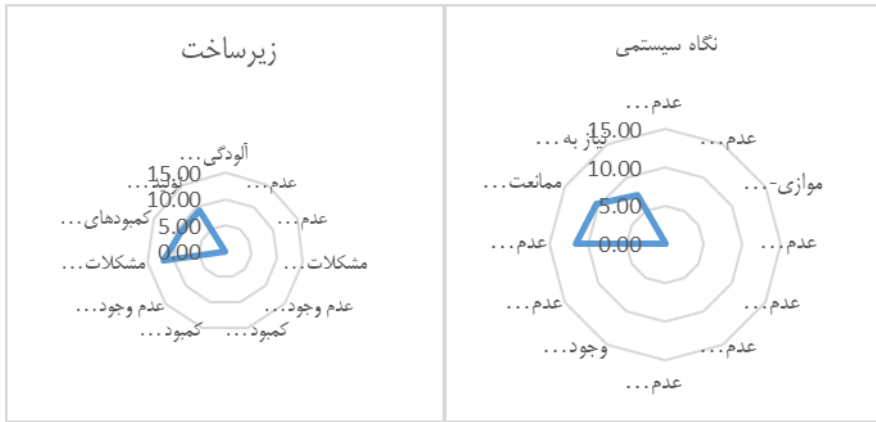 نگاه سیستمی
عدم...
عدم...
موازی-...
عدم...
عدم...
عدم...
عدم...
وجود...
عدم...
عدم...
ممانعت...
نیاز به...
15.00
10.00
5.00
0.00
زیرساخت
آلودگی...
عدم...
عدم...
مشکلات...
عدم وجود...
کمبود...
کمبود...
عدم وجود...
مشکلات...
کمبودهای...
تولید...
15.00
10.00
5.00
0.00